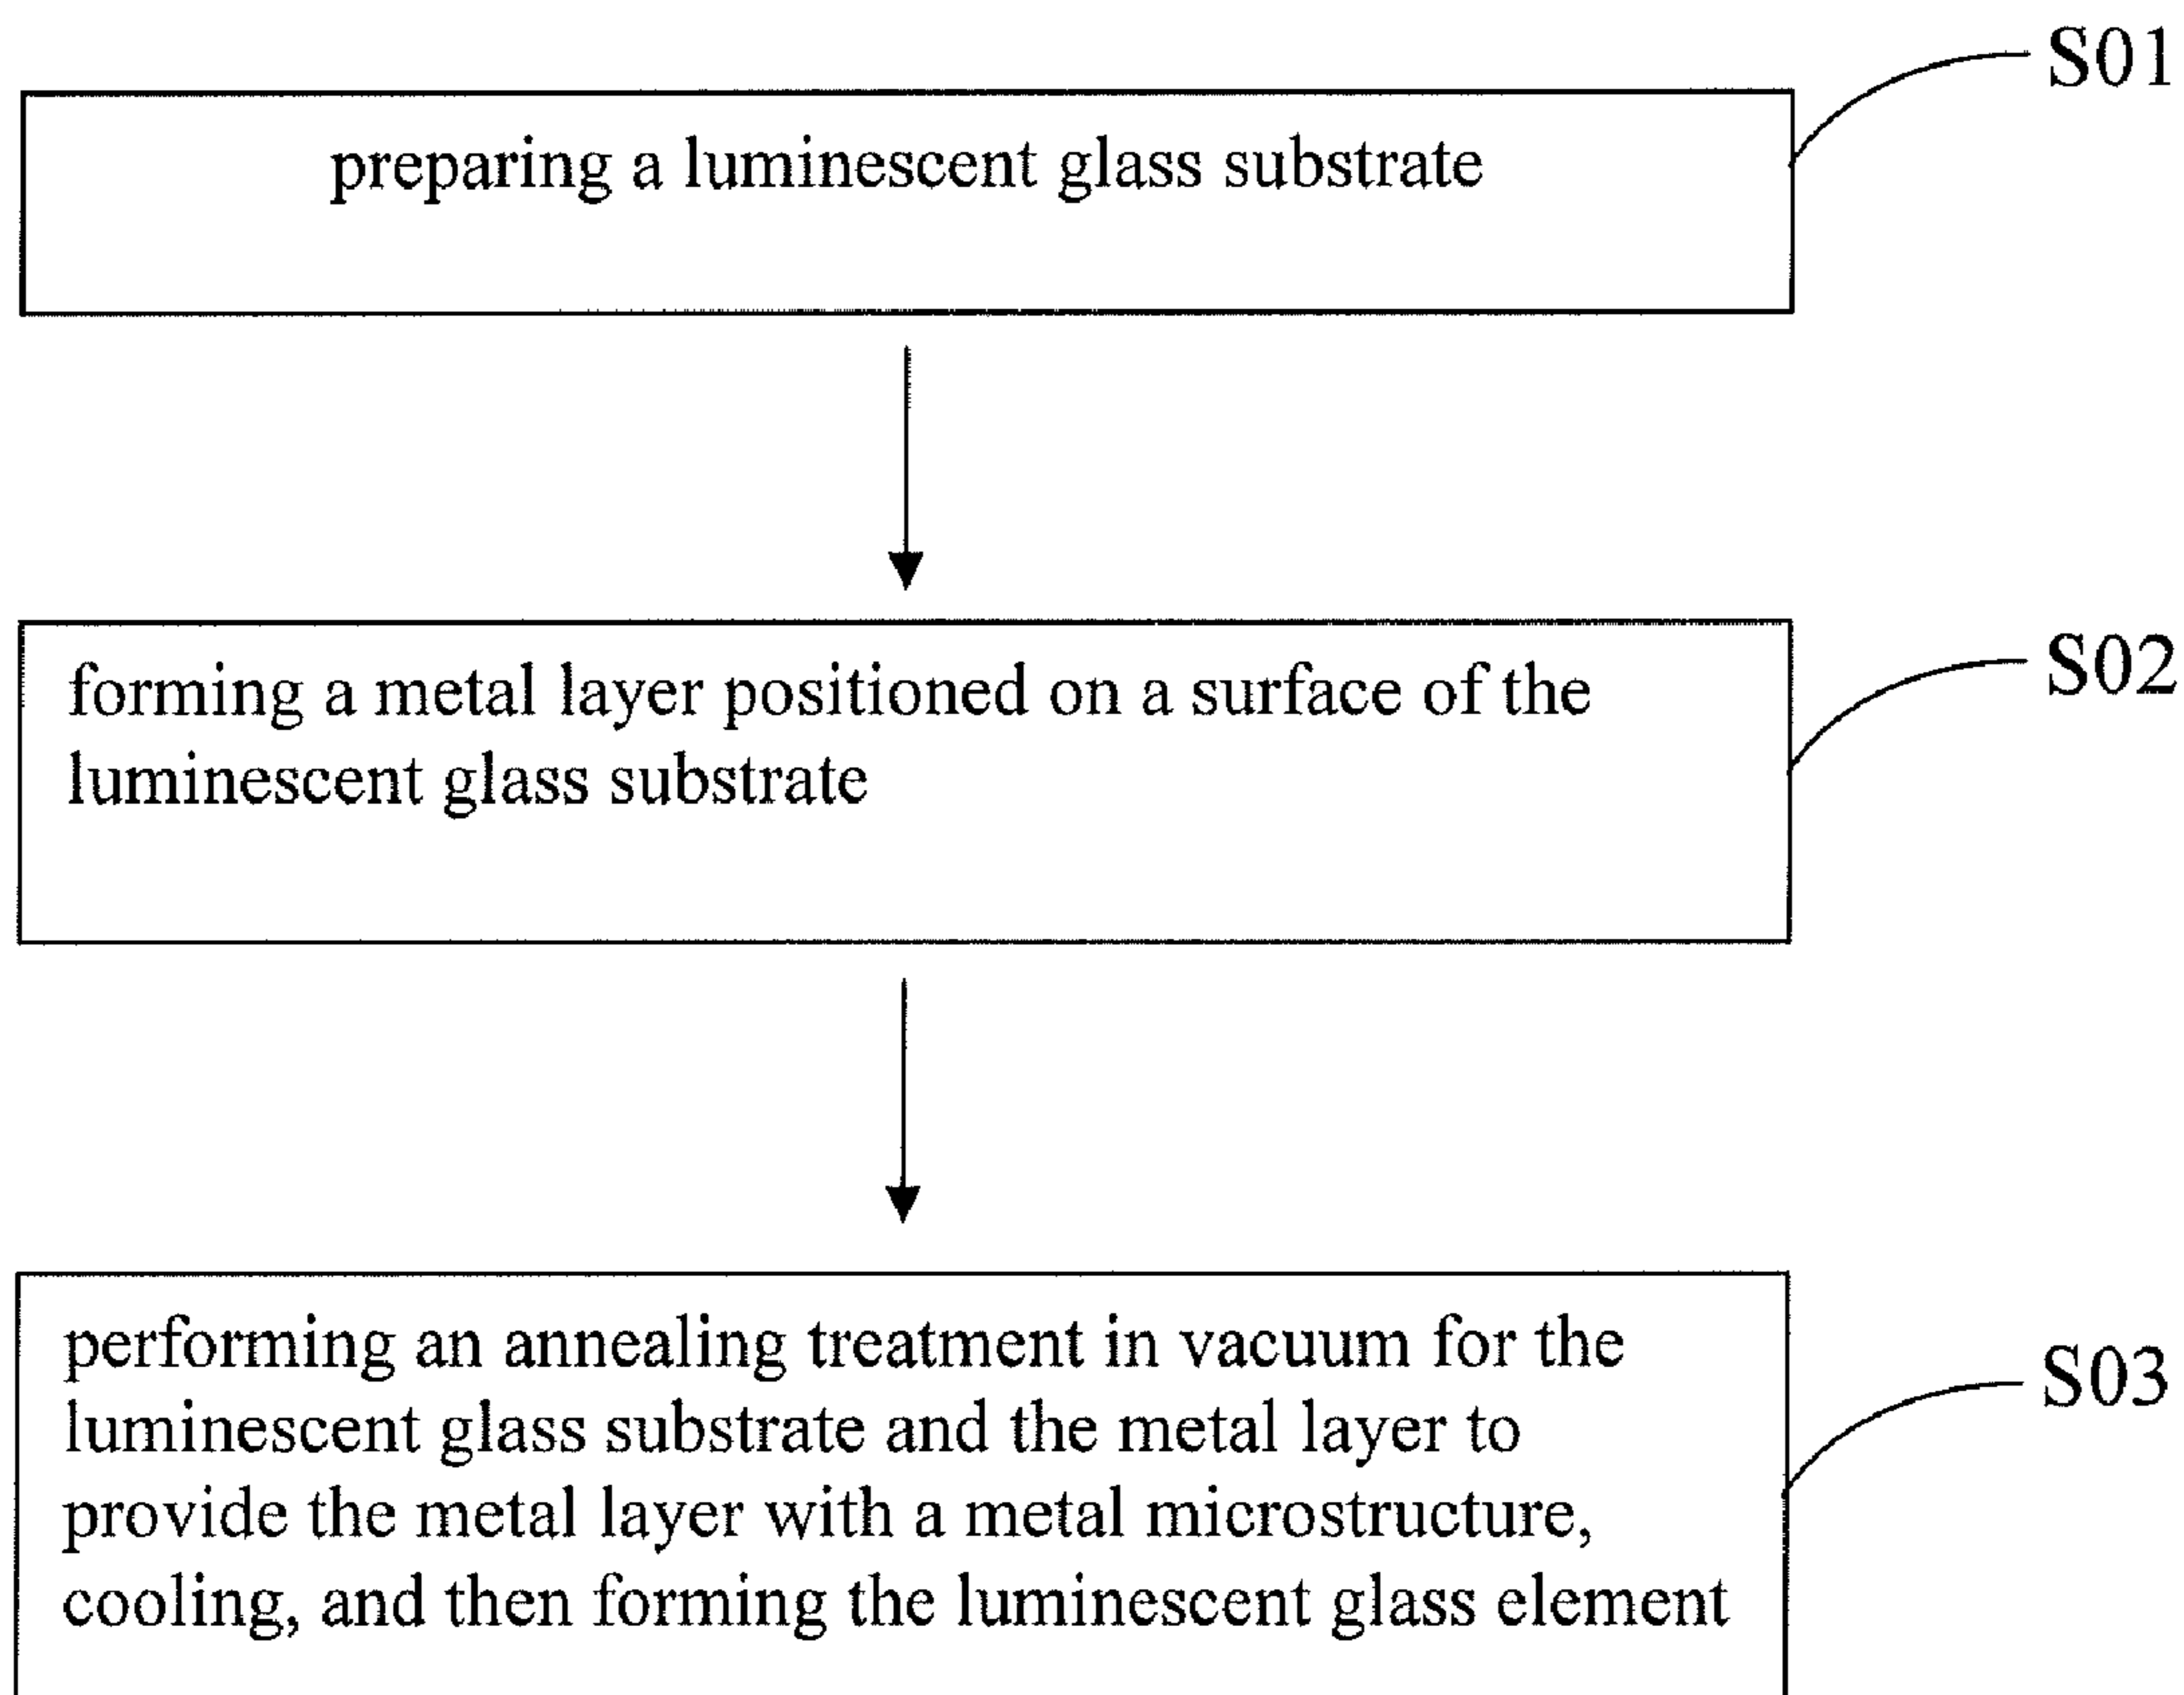 S01
preparing a luminescent glass substrate
forming a metal layer positioned on a surface of the
luminescent glass substrate
S02
performing an annealing treatment in vacuum for the
luminescent glass substrate and the metal layer to
provide the metal layer with a metal microstructure,
cooling, and then forming the luminescent glass element
S03